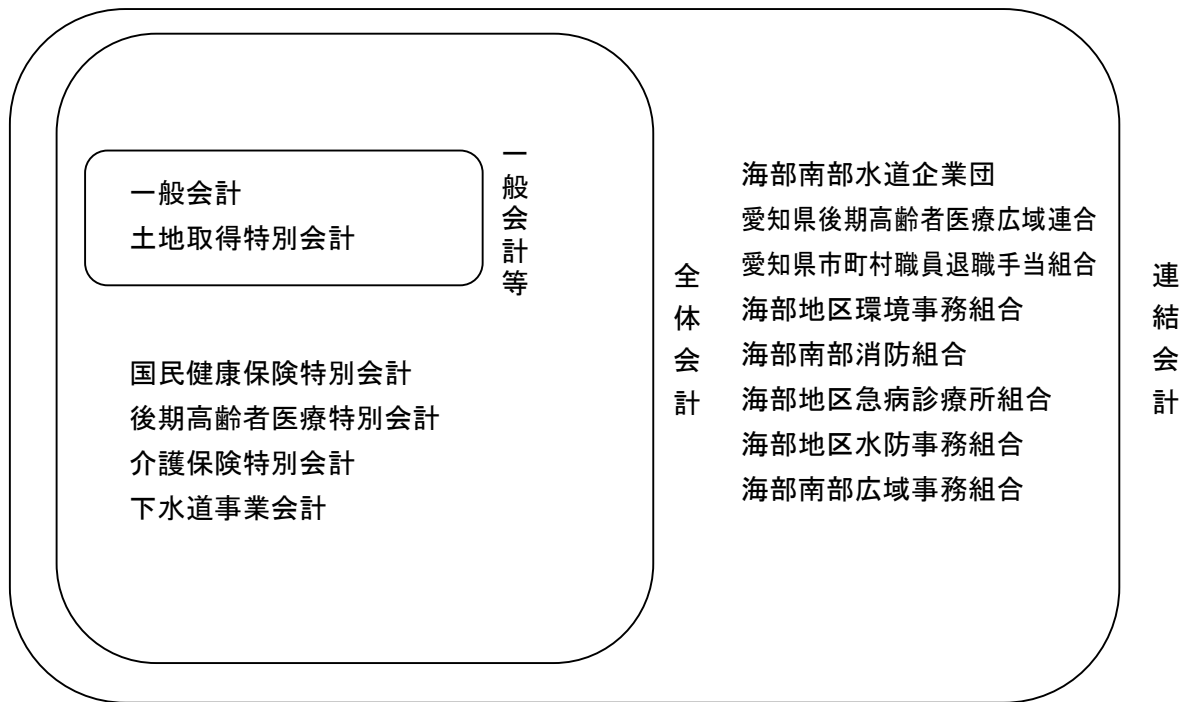 一般会計
土地取得特別会計
一般会計等
国民健康保険特別会計
後期高齢者医療特別会計
介護保険特別会計
下水道事業会計
全体会計
海部南部水道企業団
愛知県後期高齢者医療広域連合
愛知県市町村職員退職手当組合
海部地区環境事務組合
海部南部消防組合
海部地区急病診療所組合
海部地区水防事務組合
海部南部広域事務組合
連結会計